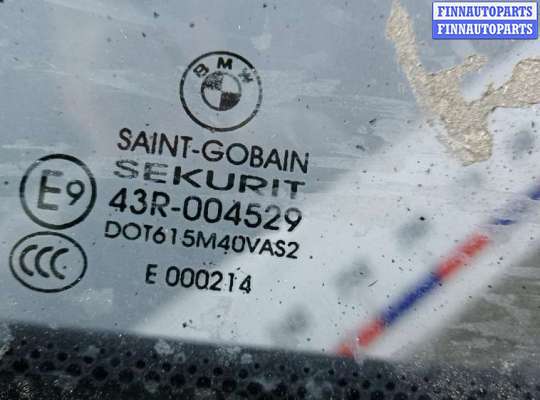 FINNAUTOPARTS
FINNAUTOPARTS
BMW
SAINT-GOBAIN
SEKURIT
E9
43R-004529
DOT615M40VAS2
CCC
E 000214